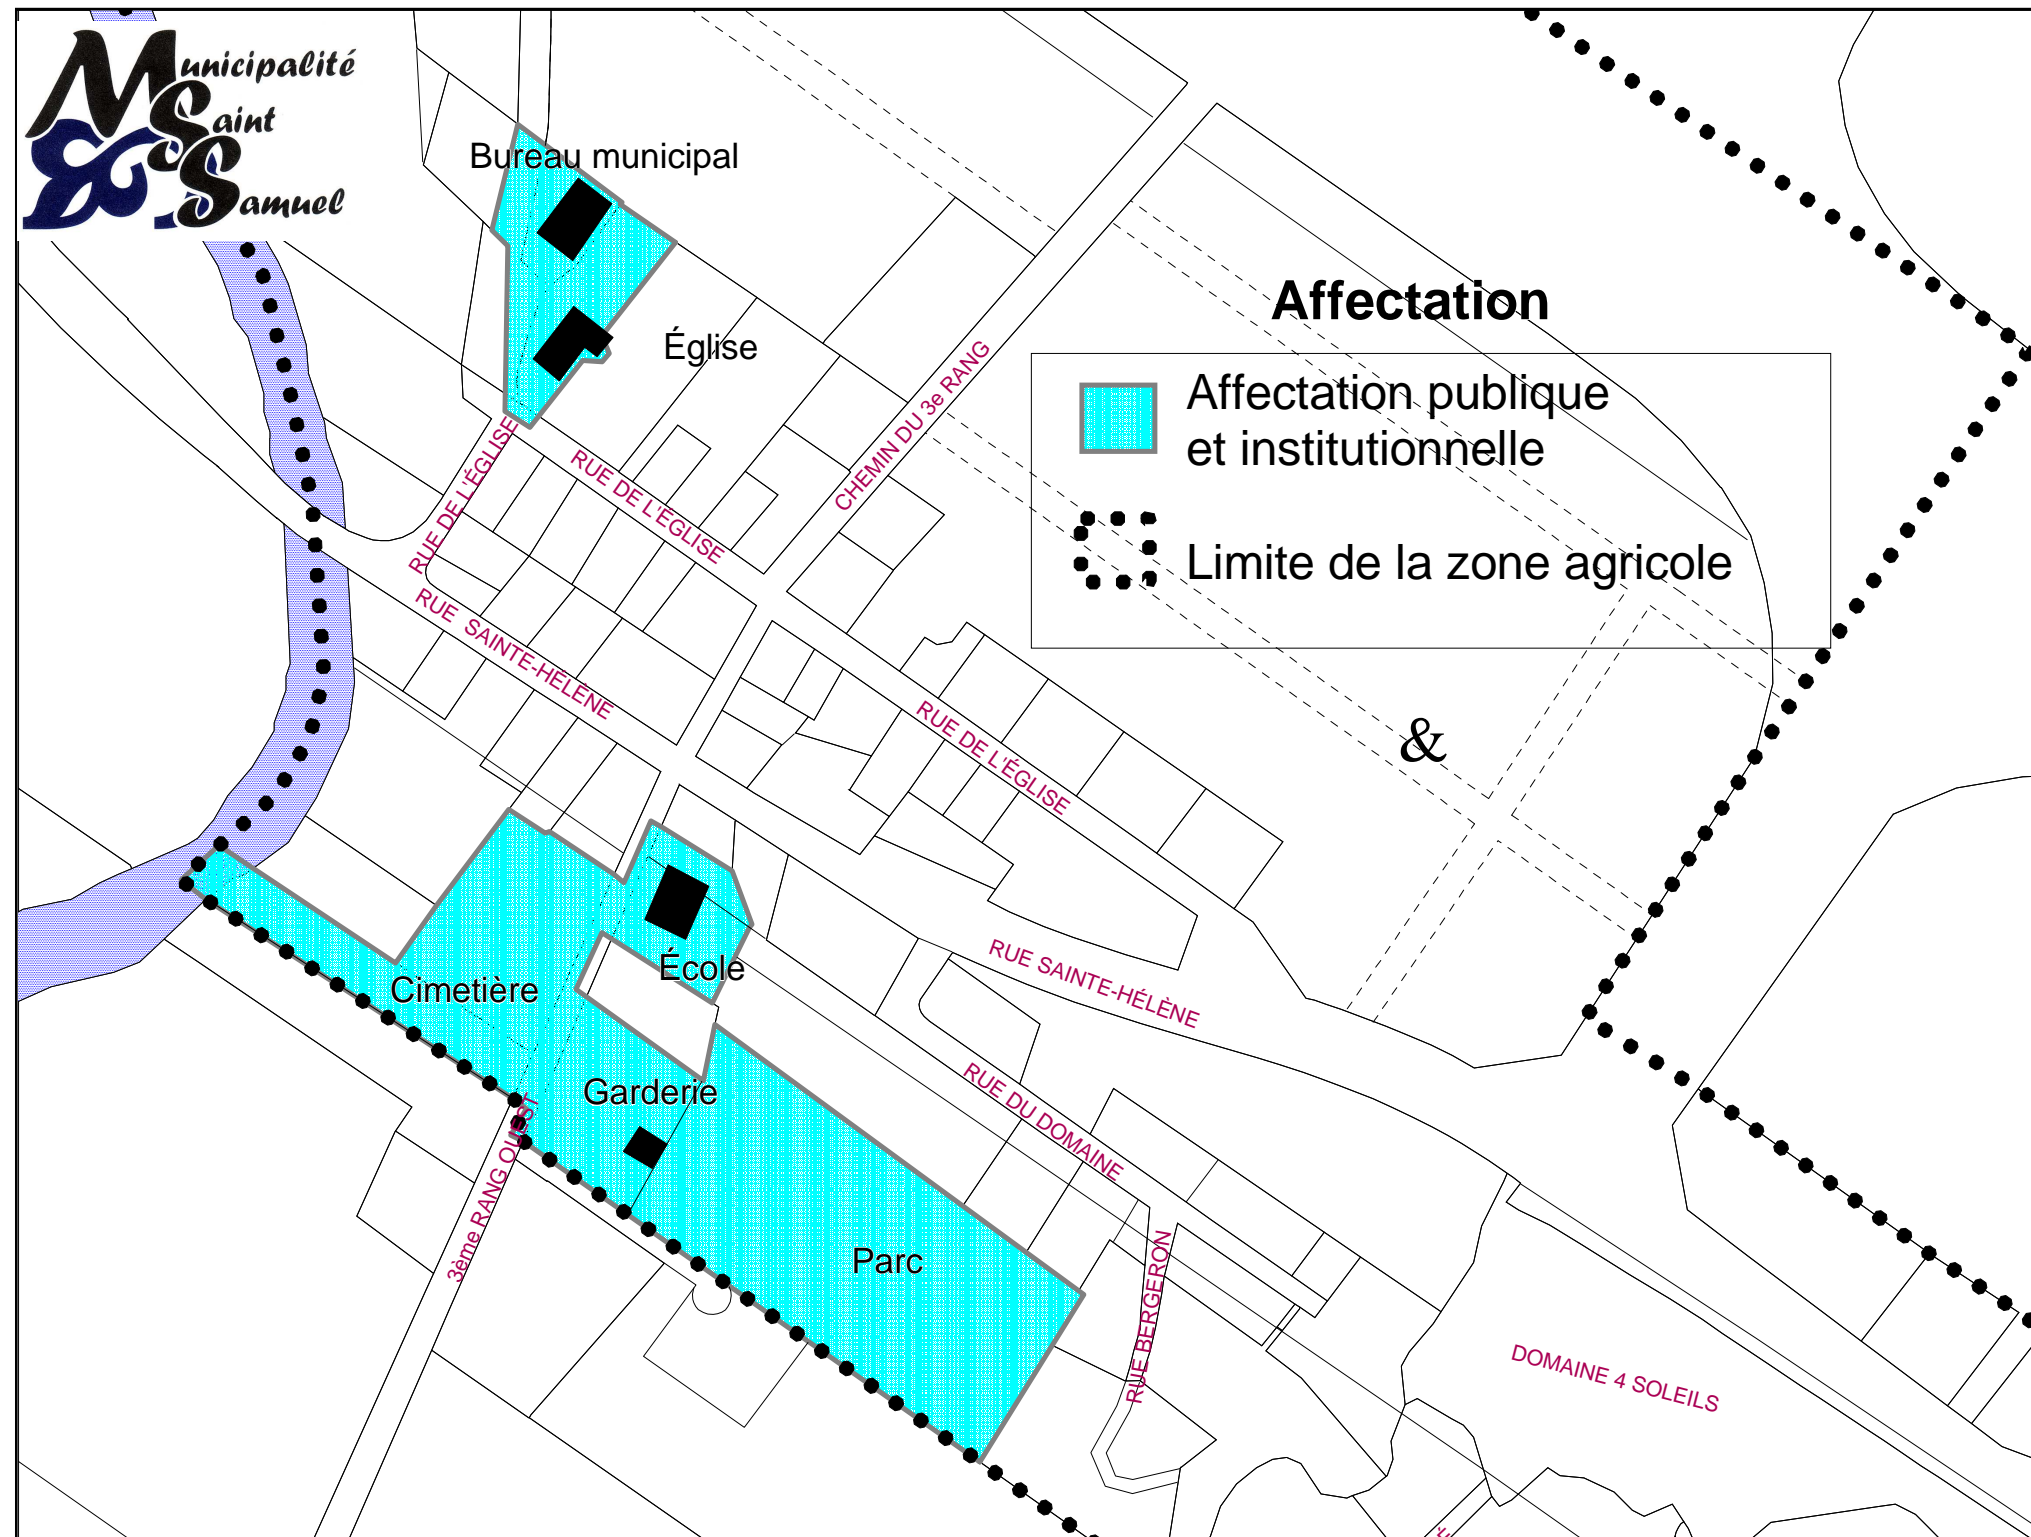 Municipalité
Saint
Samuel
Bureau municipal
Église
Affectation
Affectation publique
et institutionnelle
Limite de la zone agricole
CHEMIN DU 3e RANG
RUE DE L'ÉGLISE
RUE DE L'ÉGLISE
RUE SAINTE-HÉLÈNE
RUE DE L'ÉGLISE
&
École
Cimetière
RUE SAINTE-HÉLÈNE
Garderie
RUE DU DOMAINE
3ème RANG OUEST
Parc
RUE BERGERON
DOMAINE 4 SOLEILS